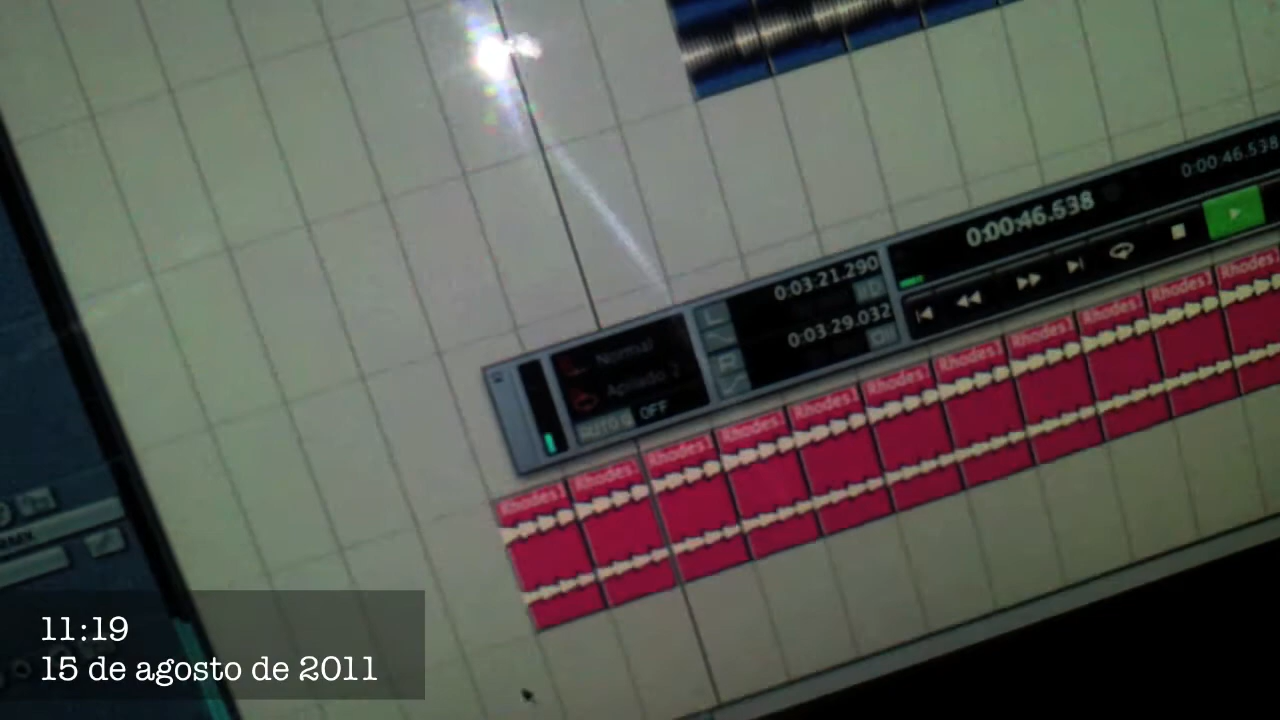 0:00:46.538
0:00:46.538
0:03:21.290
Normal
0:03:29.032
Apilado 2
AUTO Q OFF
Rhodes1
Rhodes1
Rhodes1
Rhodes1
Rhodes1
Rhodes1
Rhodes1
Rhodes1
Rhodes1
Rhodes1
Rhodes1
11:19
15 de agosto de 2011